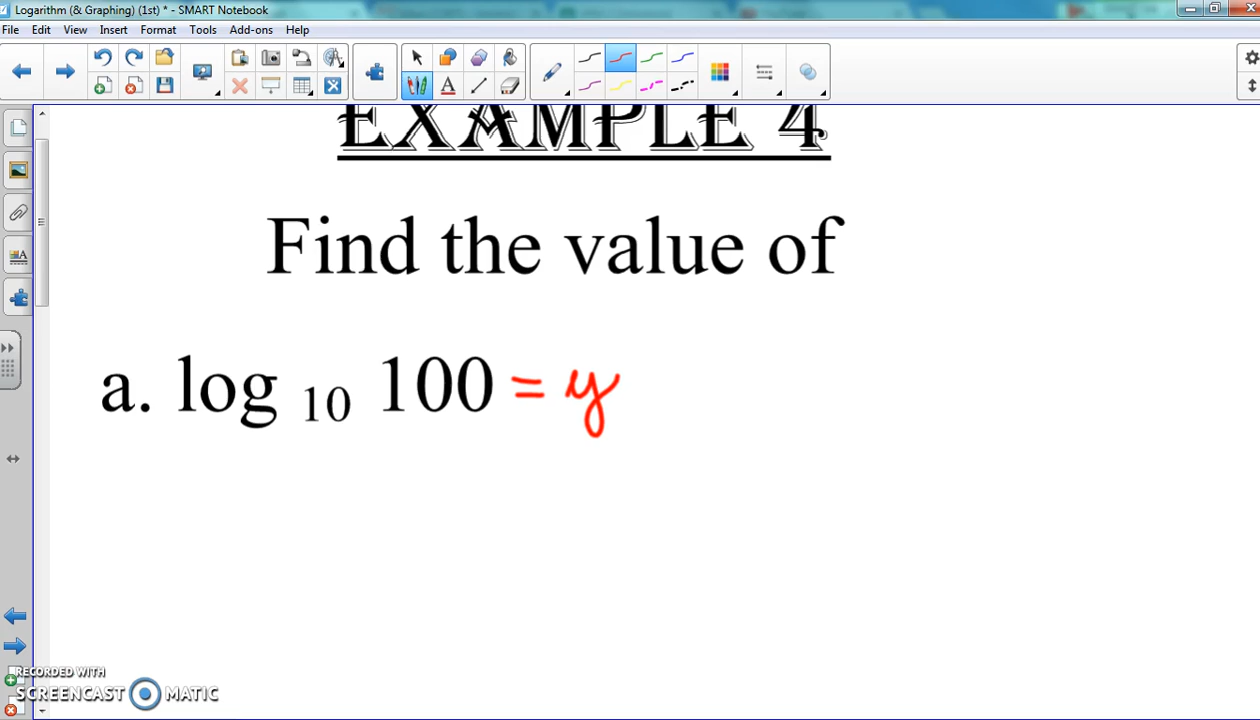 Logarithm (& Graphing) (1st) * - SMART Notebook
File Edit View Insert Format Tools Add-ons Help
EXAMPLE 4
Find the value of
a. log 10 100 = y
RECORDED WITH
SCREENCAST MATIC